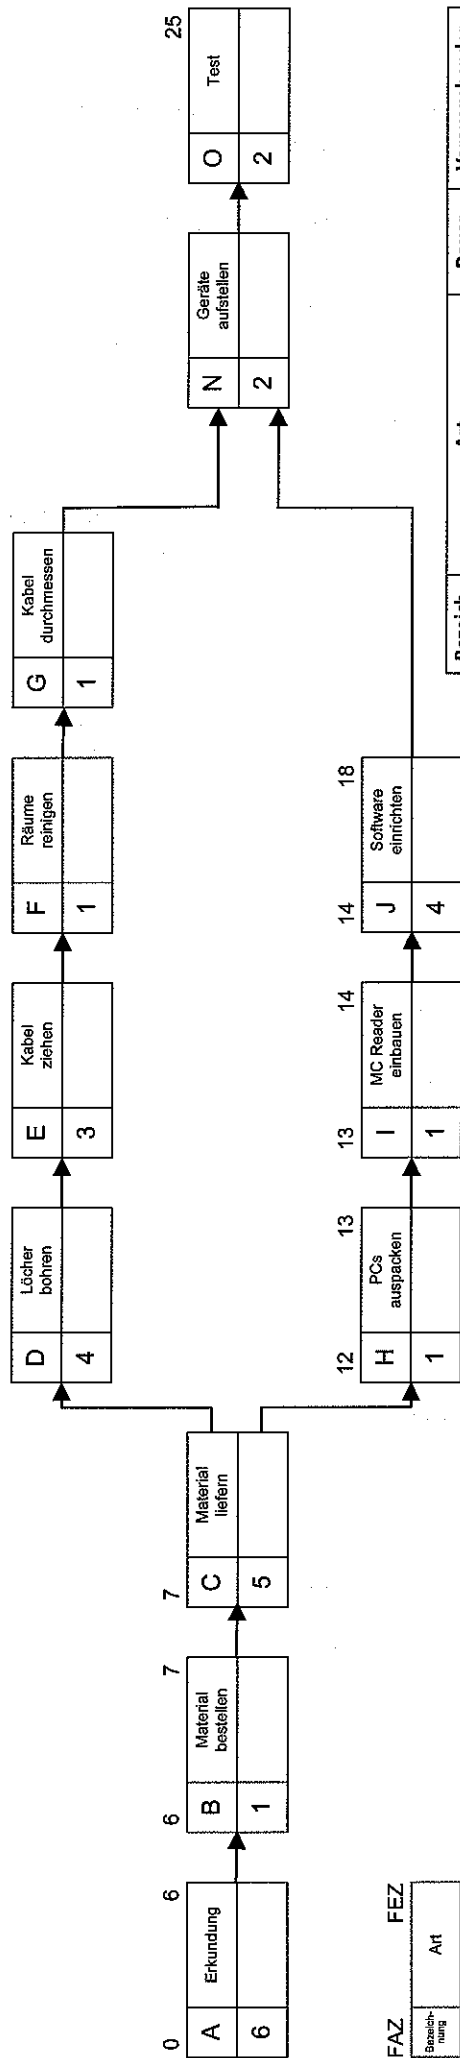 0 6
A Erkundung
6
6 7
B Material
bestellen
1
7
C Material
liefern
5
D Löcher
bohren
4
E Kabel
ziehen
3
F Räume
reinigen
1
G Kabel
durchmessen
1
12 13
H PCs
auspacken
1
13 14
I MC Reader
einbauen
1
14 18
J Software
einrichten
4
N Geräte
aufstellen
2
25
O Test
2
FAZ FEZ
Bezeich-
nung
Art